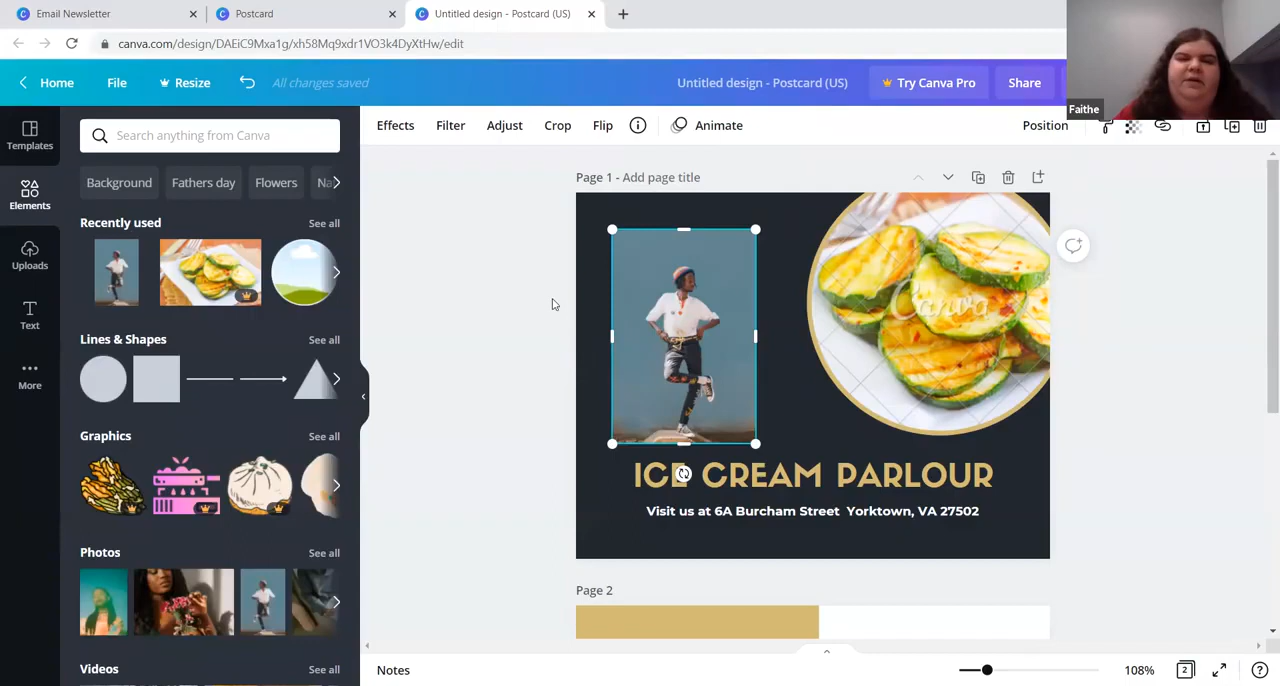 Email Newsletter
Postcard
Untitled design - Postcard (US)
canva.com/design/DAEiC9Mxa1g/xh58Mq9xdr1VO3k4DyXtHw/edit
Home
File
Resize
All changes saved
Untitled design - Postcard (US)
Try Canva Pro
Share
Faithe
Templates
Elements
Uploads
Text
More
Search anything from Canva
Background
Fathers day
Flowers
Na
Recently used
See all
Lines & Shapes
See all
Graphics
See all
Photos
See all
Videos
See all
Effects
Filter
Adjust
Crop
Flip
Animate
Position
Page 1 - Add page title
Canva
ICE CREAM PARLOUR
Visit us at 6A Burcham Street Yorktown, VA 27502
Page 2
Notes
108%
2